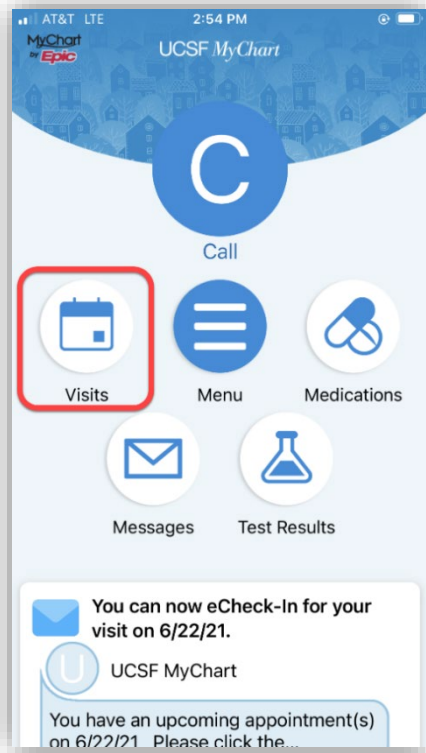 AT&T LTE 2:54 PM
MyChart
by Epic
UCSF MyChart
C
Call
Visits Menu Medications
Messages Test Results
You can now eCheck-In for your
visit on 6/22/21.
U UCSF MyChart
You have an upcoming appointment(s)
on 6/22/21. Please click the...